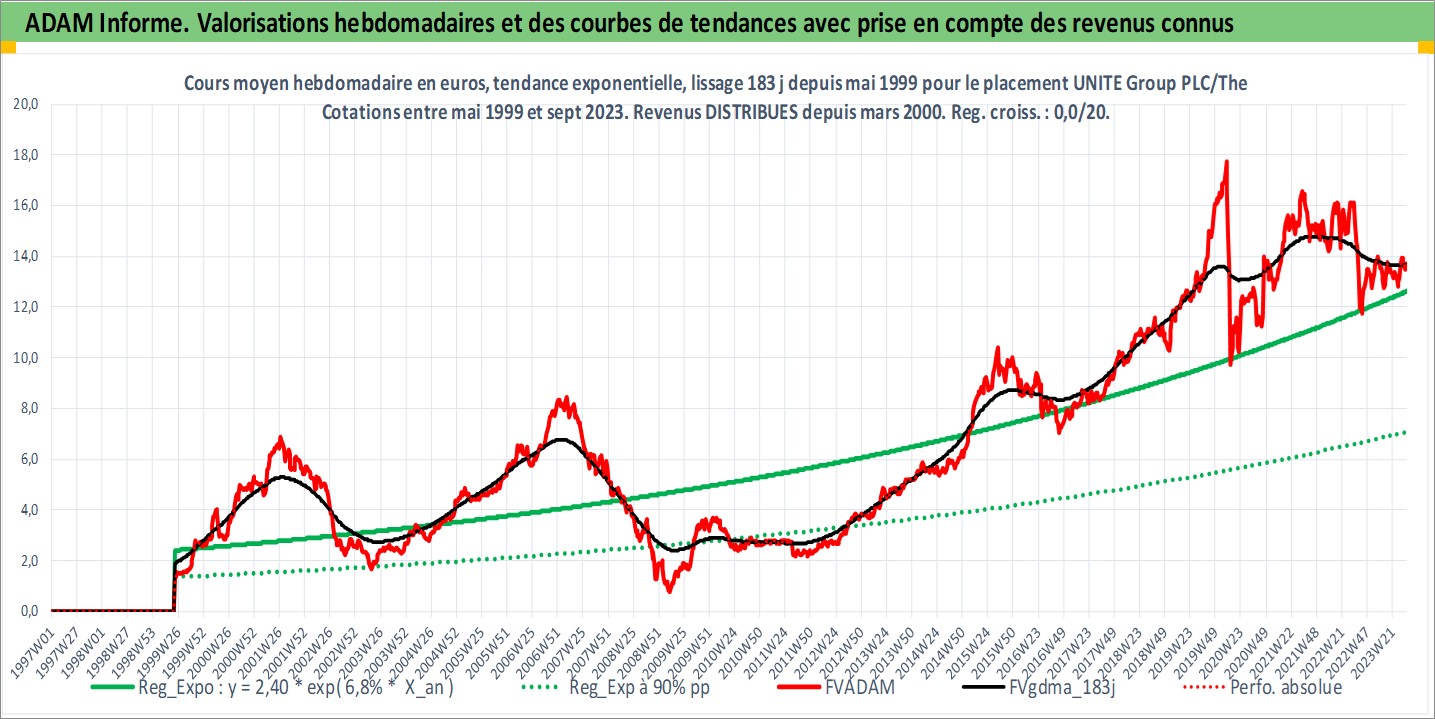 ADAM Informe. Valorisations hebdomadaires et des courbes de tendances avec prise en compte des revenus connus
Cours moyen hebdomadaire en euros, tendance exponentielle, lissage 183 j depuis mai 1999 pour le placement UNITE Group PLC/The
Cotations entre mai 1999 et sept 2023. Revenus DISTRIBUES depuis mars 2000. Reg. croiss. : 0,0/20.
20,0
18,0
16,0
14,0
12,0
10,0
8,0
6,0
4,0
2,0
0,0
1997W01
1997W27
1998W01
1998W27
1998W53
1999W26
1999W52
2000W26
2000W52
2001W26
2001W52
2002W26
2002W52
2003W26
2003W52
2004W26
2004W52
2005W25
2005W51
2006W25
2006W51
2007W25
2007W51
2008W25
2008W51
2009W25
2009W51
2010W24
2010W50
2011W24
2011W50
2012W24
2012W50
2013W24
2013W50
2014W24
2014W50
2015W24
2015W50
2016W23
2016W49
2017W23
2017W49
2018W23
2018W49
2019W23
2019W49
2020W23
2020W49
2021W22
2021W48
2022W21
2022W47
2023W21
Reg_Expo : y = 2,40 * exp( 6,8% * X_an )
Reg_Exp à 90% pp
FVADAM
FVgdma_183j
Perfo. absolue